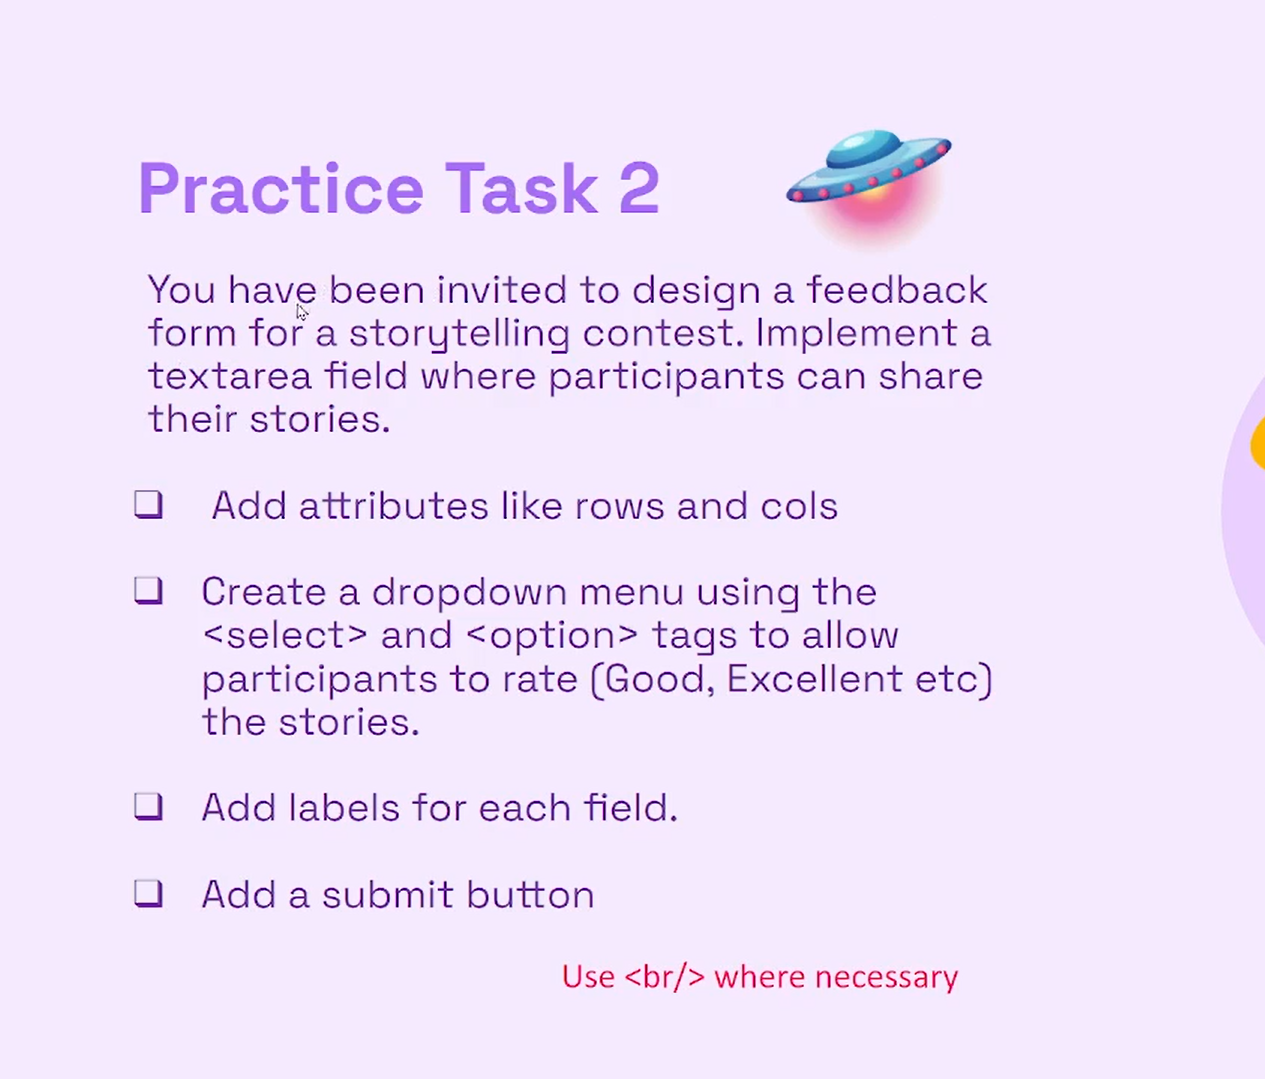 Practice Task 2
You have been invited to design a feedback
form for a storytelling contest. Implement a
textarea field where participants can share
their stories.
❑ Add attributes like rows and cols
❑ Create a dropdown menu using the
<select> and <option> tags to allow
participants to rate (Good, Excellent etc)
the stories.
❑ Add labels for each field.
❑ Add a submit button
Use <br/> where necessary